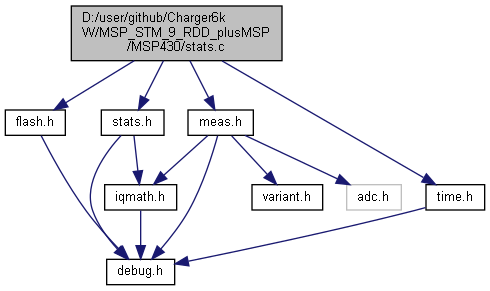 D:/user/github/Charger6k
W/MSP_STM_9_RDD_plusMSP
/MSP430/stats.c
flash.h
stats.h
meas.h
iqmath.h
variant.h
adc.h
time.h
debug.h